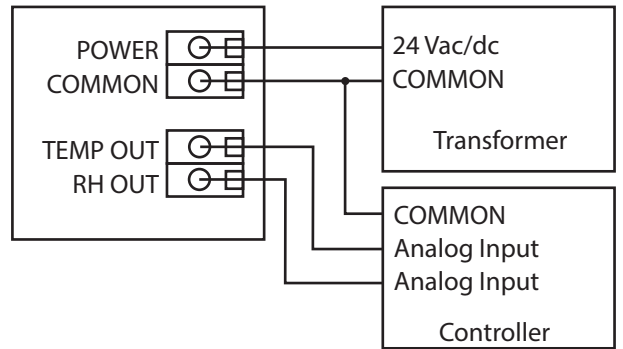 POWER
COMMON
TEMP OUT
RH OUT
24 Vac/dc
COMMON
Transformer
COMMON
Analog Input
Analog Input
Controller